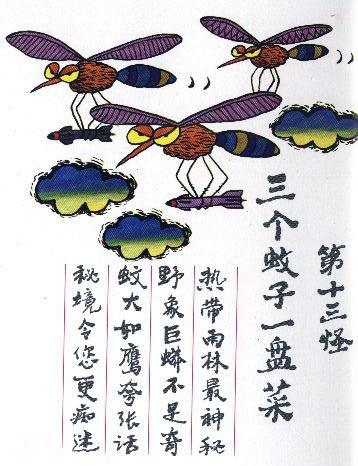 第十三怪
三个蚊子一盘菜
热带雨林最神秘
野象巨蟒不是奇
蚊大如鹰夸张话
秘境令您更痴迷